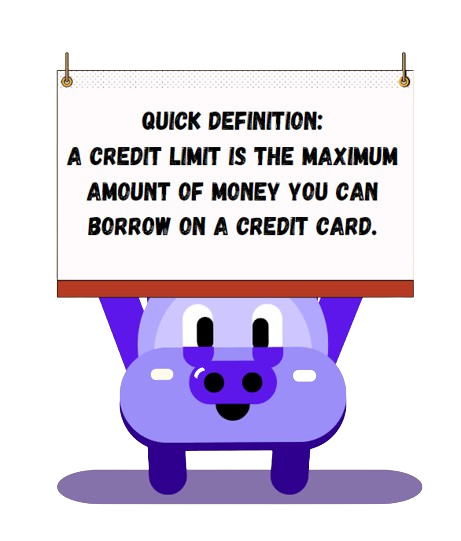 QUICK DEFINITION:
A CREDIT LIMIT IS THE MAXIMUM
AMOUNT OF MONEY YOU CAN
BORROW ON A CREDIT CARD.